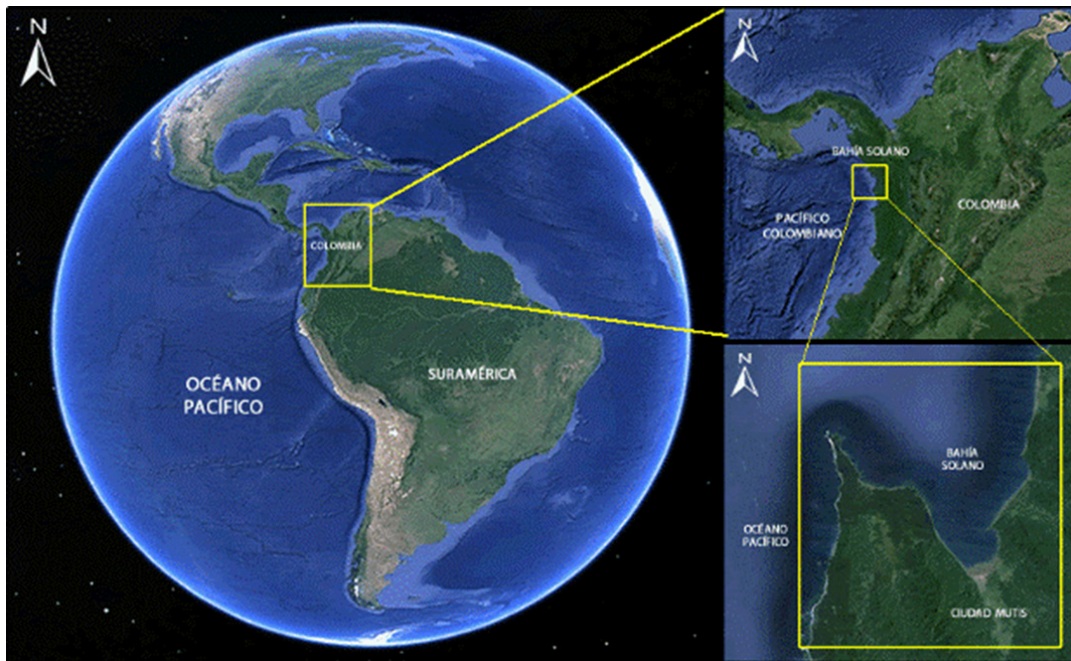 N
COLOMBIA
OCÉANO
PACÍFICO
SURAMÉRICA
N
BAHÍA SOLANO
PACÍFICO
COLOMBIANO
COLOMBIA
N
BAHÍA
SOLANO
OCÉANO
PACÍFICO
CIUDAD MUTIS